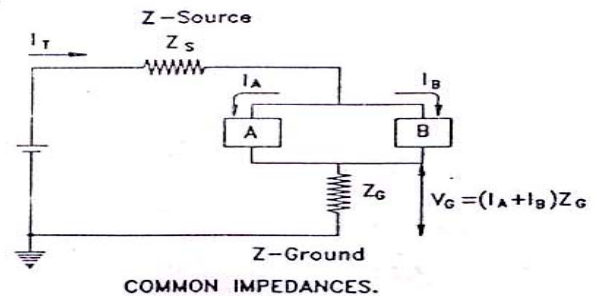 Z-Source
I_T
Z_S
I_A
I_B
A
B
Z_G
V_G=(I_A+I_B)Z_G
Z-Ground
COMMON IMPEDANCES.